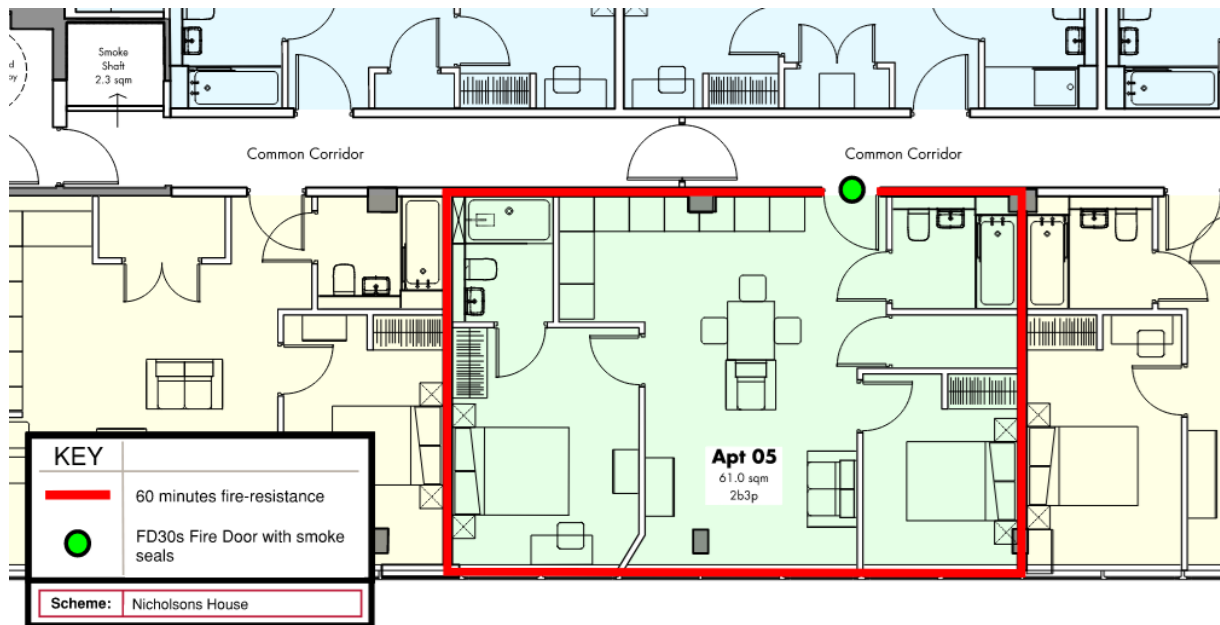 Smoke
Shaft
2.3 sqm
Common Corridor
Common Corridor
Apt 05
61.0 sqm
2b3p
KEY
60 minutes fire-resistance
FD30s Fire Door with smoke
seals
Scheme: Nicholsons House